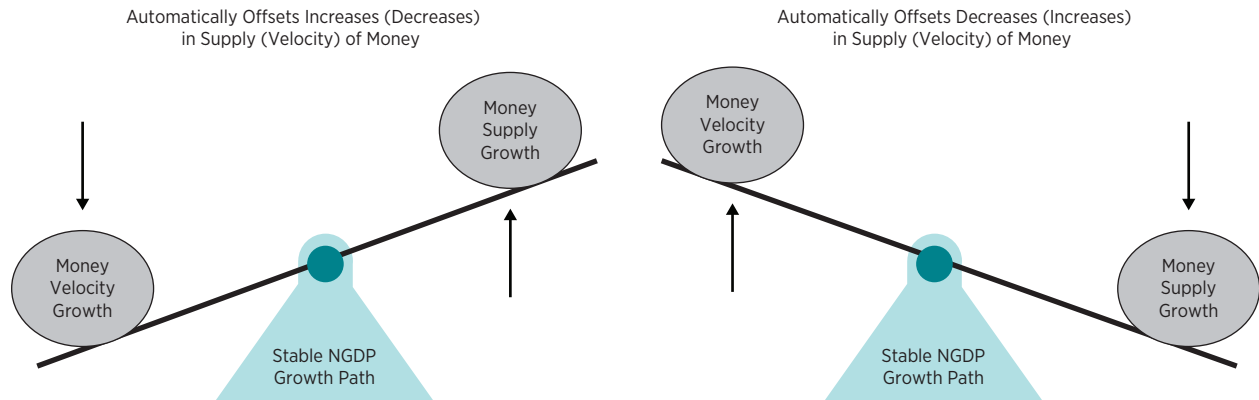 Automatically Offsets Increases (Decreases)
in Supply (Velocity) of Money
Money
Supply
Growth
Money
Velocity
Growth
Stable NGDP
Growth Path
Automatically Offsets Decreases (Increases)
in Supply (Velocity) of Money
Money
Velocity
Growth
Money
Supply
Growth
Stable NGDP
Growth Path